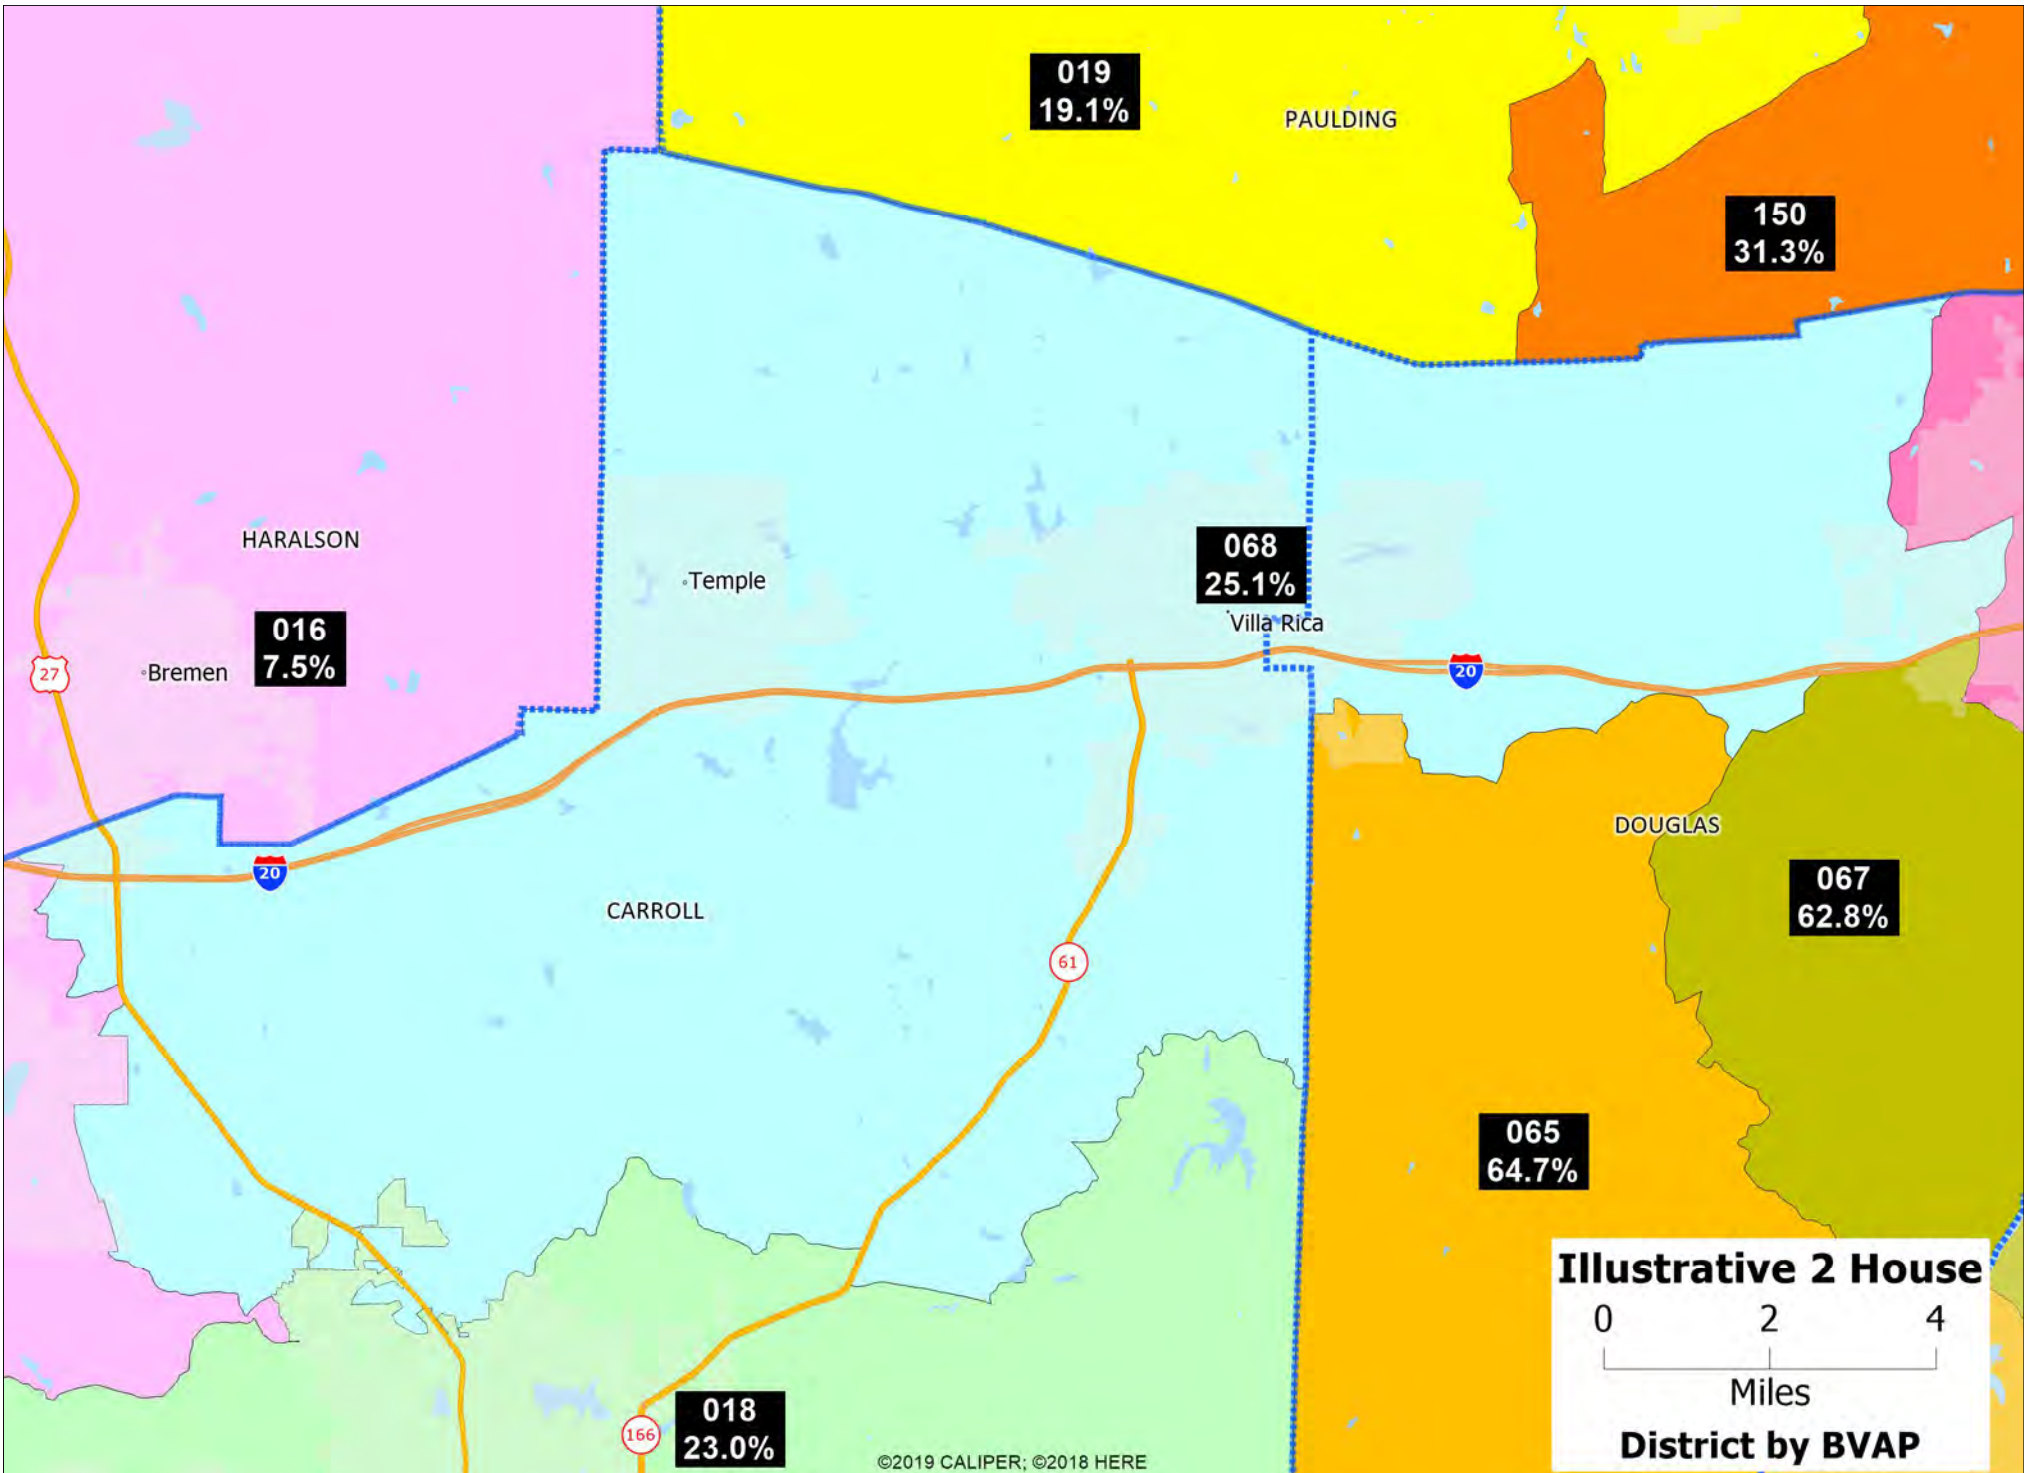 019
19.1%
PAULDING
150
31.3%
HARALSON
068
25.1%
Temple
Villa Rica
016
7.5%
27
Bremen
20
DOUGLAS
20
067
62.8%
CARROLL
61
065
64.7%
Illustrative 2 House
0 2 4
Miles
District by BVAP
018
23.0%
166
©2019 CALIPER; ©2018 HERE